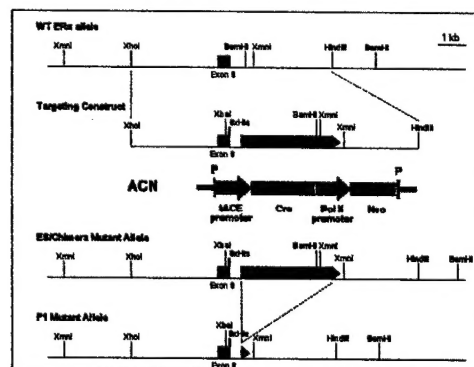 WT ERα allele
1 kb
XmnI XhoI BamHI XmnI HindIII BamHI
Exon 8
Targeting Construct
XhoI XbaI 6xHis BamHI XmnI XmnI HindIII
Exon 8
P P
ACN
tACE promoter Cre Pol II promoter Neo
ES/Chimera Mutant Allele
XmnI XhoI XbaI 6xHis BamHI XmnI XmnI HindIII BamHI
Exon 8
F1 Mutant Allele
XmnI XhoI XbaI 6xHis XmnI HindIII BamHI
Exon 8